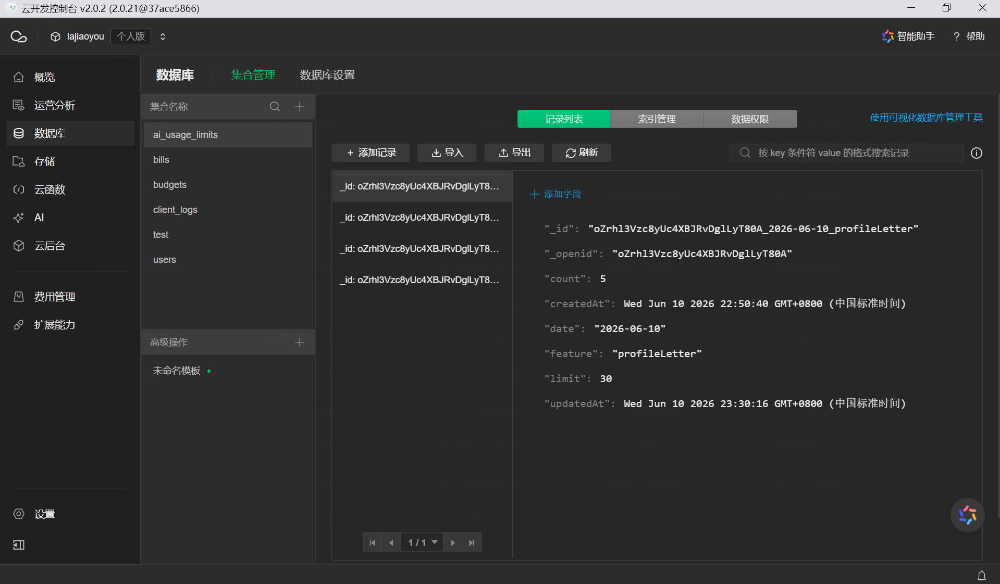 云开发控制台 v2.0.2 (2.0.21@37ace5866)
lajiaoyou 个人版
智能助手 ? 帮助
概览
运营分析
数据库
存储
云函数
AI
云后台
费用管理
扩展能力
设置
数据库 集合管理 数据库设置
集合名称
ai_usage_limits
bills
budgets
client_logs
test
users
高级操作
未命名模板
记录列表 索引管理 数据权限
使用可视化数据库管理工具
添加记录 导入 导出 刷新
按 key 条件符 value 的格式搜索记录
_id: oZrhl3Vzc8yUc4XBJRvDglLyT8...
_id: oZrhl3Vzc8yUc4XBJRvDglLyT8...
_id: oZrhl3Vzc8yUc4XBJRvDglLyT8...
_id: oZrhl3Vzc8yUc4XBJRvDglLyT8...
1 / 1
添加字段
"_id": "oZrhl3Vzc8yUc4XBJRvDglLyT80A_2026-06-10_profileLetter"
"_openid": "oZrhl3Vzc8yUc4XBJRvDglLyT80A"
"count": 5
"createdAt": Wed Jun 10 2026 22:50:40 GMT+0800 (中国标准时间)
"date": "2026-06-10"
"feature": "profileLetter"
"limit": 30
"updatedAt": Wed Jun 10 2026 23:30:16 GMT+0800 (中国标准时间)